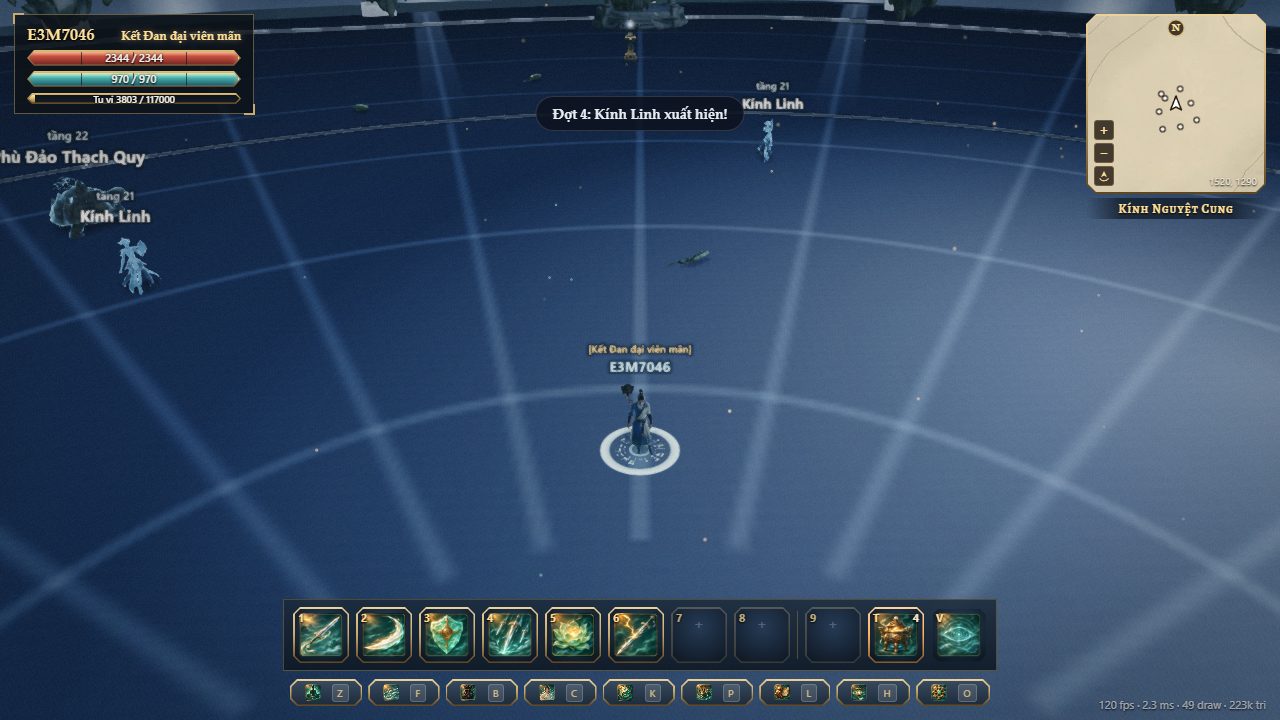 E3M7046 Kết Đan đại viên mãn
2344 / 2344
970 / 970
Tu vi 3803 / 117000
N
+
−
1520, 1290
Kính Nguyệt Cung
Đợt 4: Kính Linh xuất hiện!
tầng 21
Kính Linh
tầng 22
hù Đảo Thạch Quy
tầng 21
Kính Linh
[Kết Đan đại viên mãn]
E3M7046
1 2 3 4 5 6 7 8 9 T 4 V
+ + +
Z F B C K P L H O
120 fps · 2.3 ms · 49 draw · 223k tri